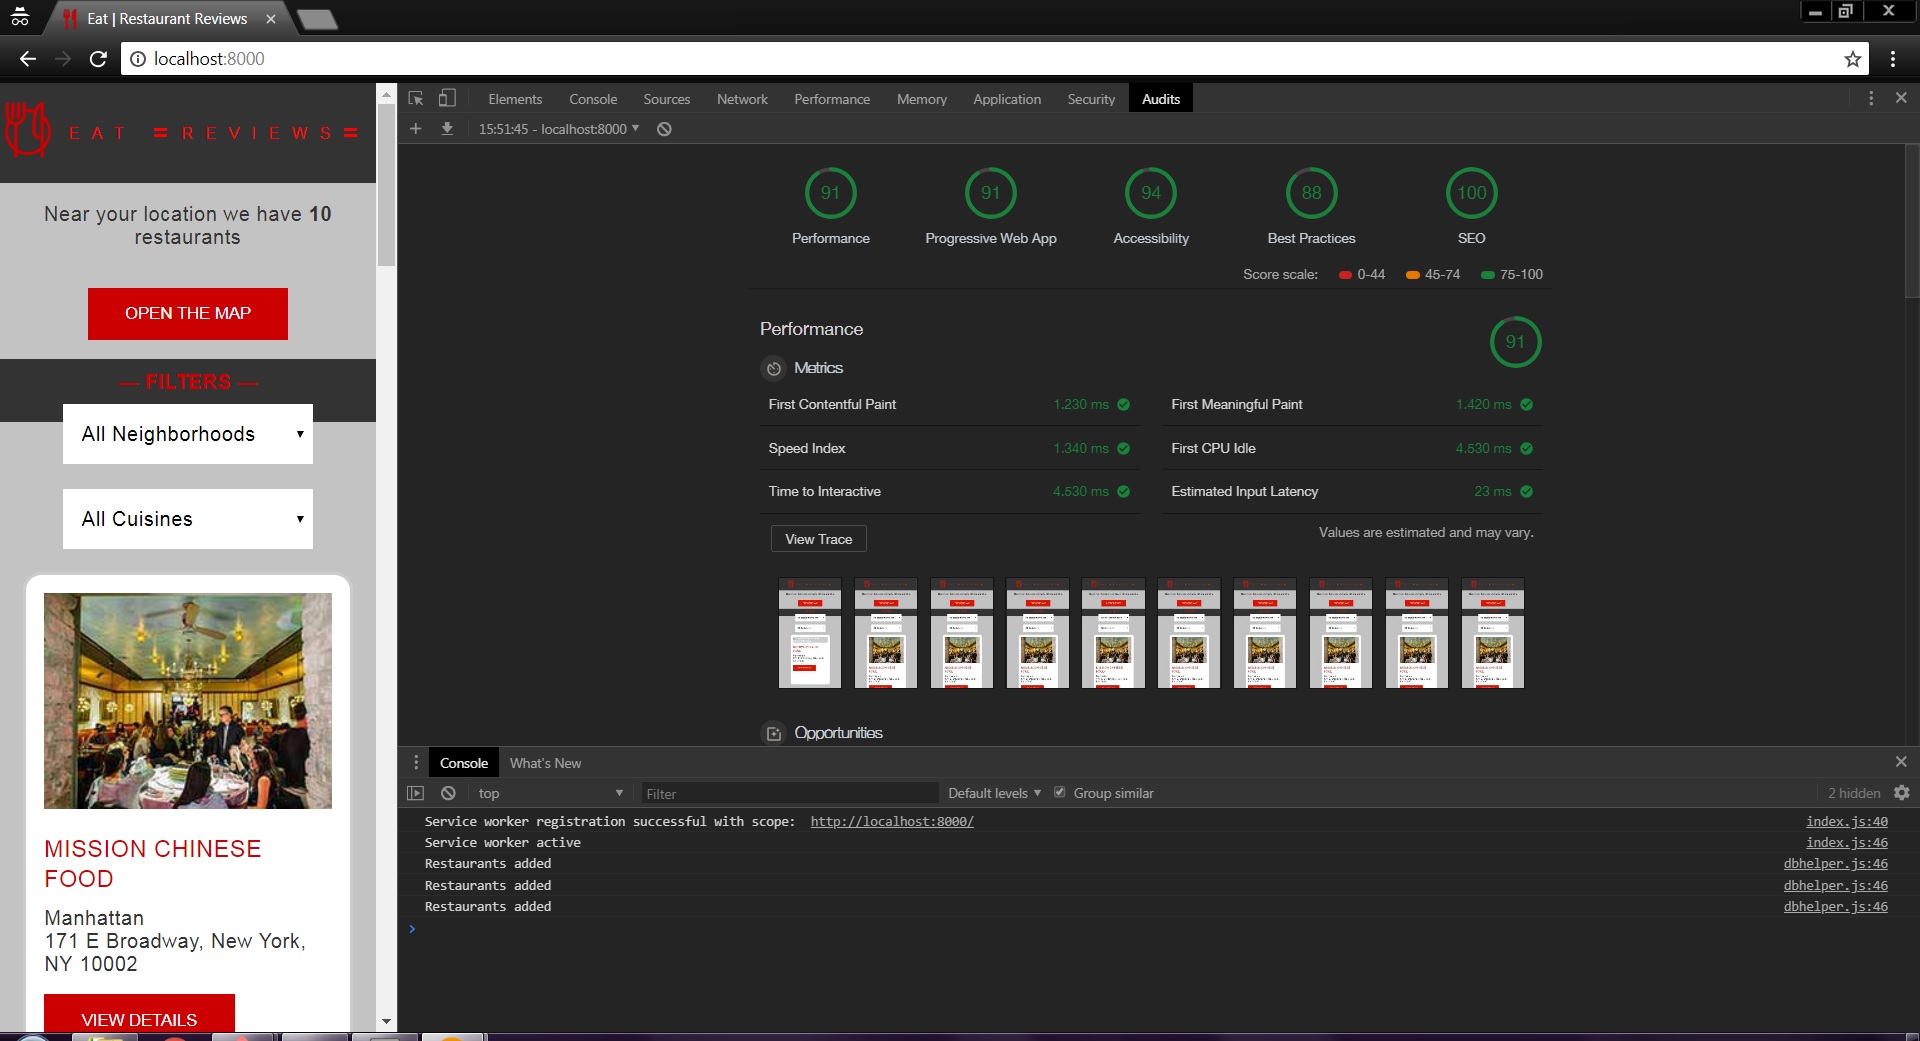 Eat | Restaurant Reviews
localhost:8000
EAT =REVIEWS=
Near your location we have 10
restaurants
OPEN THE MAP
— FILTERS —
All Neighborhoods
All Cuisines
MISSION CHINESE
FOOD
Manhattan
171 E Broadway, New York,
NY 10002
VIEW DETAILS
Elements Console Sources Network Performance Memory Application Security Audits
15:51:45 - localhost:8000
91 91 94 88 100
Performance Progressive Web App Accessibility Best Practices SEO
Score scale: 0-44 45-74 75-100
Performance 91
Metrics
First Contentful Paint 1.230 ms First Meaningful Paint 1.420 ms
Speed Index 1.340 ms First CPU Idle 4.530 ms
Time to Interactive 4.530 ms Estimated Input Latency 23 ms
View Trace Values are estimated and may vary.
Opportunities
Console What's New
top Filter Default levels Group similar 2 hidden
Service worker registration successful with scope: http://localhost:8000/ index.js:40
Service worker active index.js:46
Restaurants added dbhelper.js:46
Restaurants added dbhelper.js:46
Restaurants added dbhelper.js:46